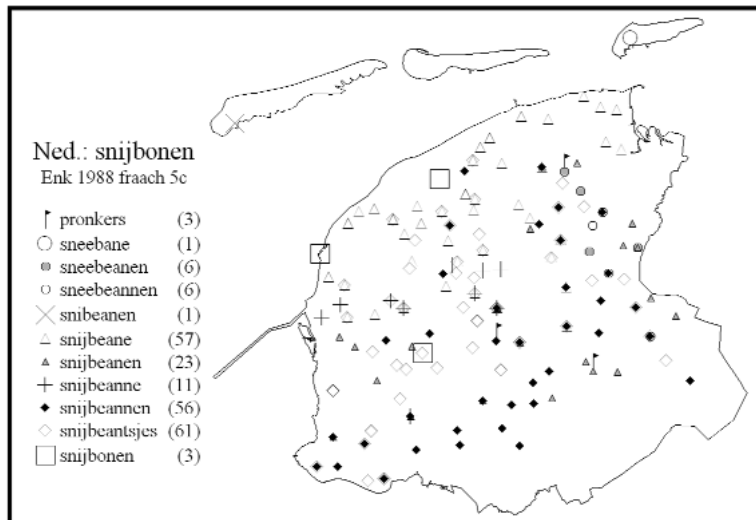 Ned.: snijbonen
Enk 1988 fraach 5c
pronkers (3)
sneebane (1)
sneebeanen (6)
sneebeannen (6)
snibeanen (1)
snijbeane (57)
snijbeanen (23)
snijbeanne (11)
snijbeannen (56)
snijbeantsjes (61)
snijbonen (3)